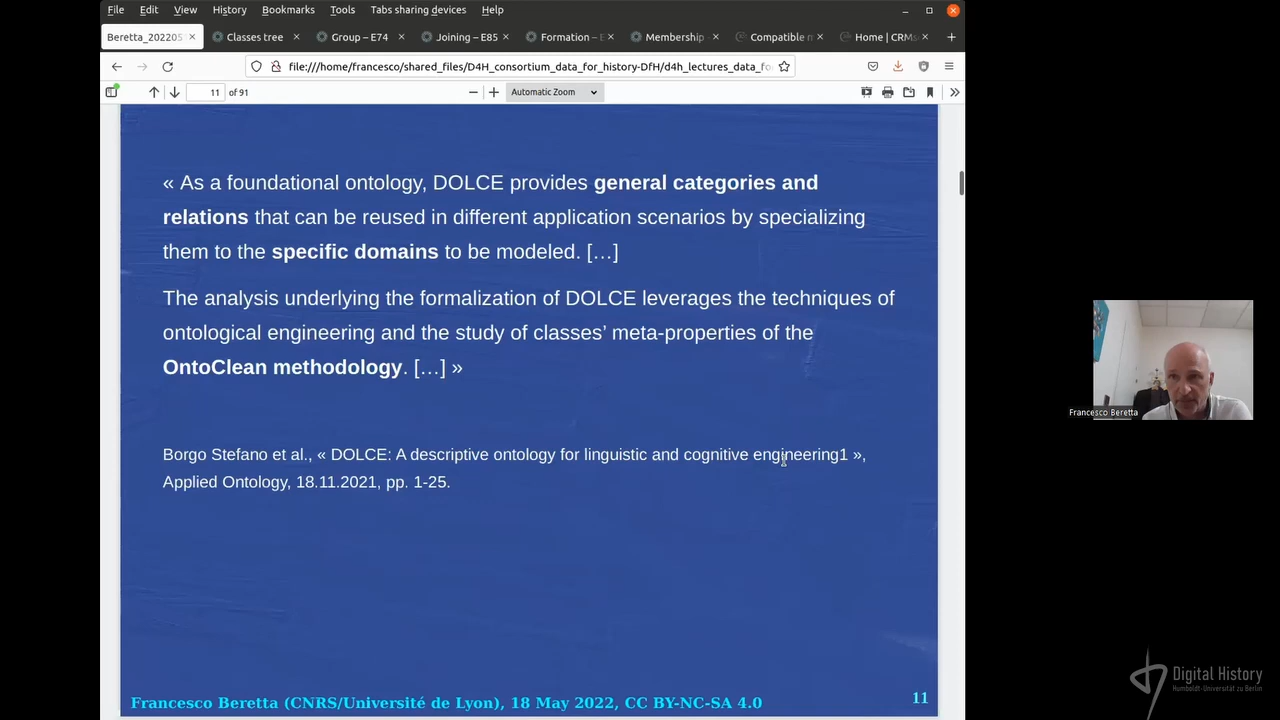 File Edit View History Bookmarks Tools Tabs sharing devices Help
Beretta_202205 Classes tree Group – E74 Joining – E85 Formation – E Membership Compatible m Home | CRMs
file:///home/francesco/shared_files/D4H_consortium_data_for_history-DfH/d4h_lectures_data_fo
11 of 91 Automatic Zoom
« As a foundational ontology, DOLCE provides general categories and
relations that can be reused in different application scenarios by specializing
them to the specific domains to be modeled. […]
The analysis underlying the formalization of DOLCE leverages the techniques of
ontological engineering and the study of classes’ meta-properties of the
OntoClean methodology. […] »
Borgo Stefano et al., « DOLCE: A descriptive ontology for linguistic and cognitive engineering1 »,
Applied Ontology, 18.11.2021, pp. 1-25.
Francesco Beretta (CNRS/Université de Lyon), 18 May 2022, CC BY-NC-SA 4.0
11
Francesco Beretta
Digital History
Humboldt-Universität zu Berlin